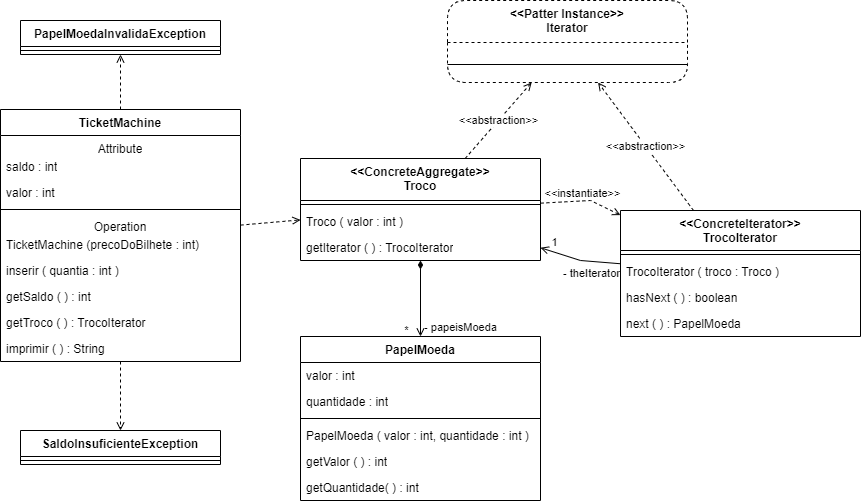 <<Patter Instance>>
Iterator
PapelMoedaInvalidaException
TicketMachine
Attribute
saldo : int
valor : int
Operation
TicketMachine (precoDoBilhete : int)
inserir ( quantia : int )
getSaldo ( ) : int
getTroco ( ) : TrocoIterator
imprimir ( ) : String
SaldoInsuficienteException
<<abstraction>>
<<abstraction>>
<<ConcreteAggregate>>
Troco
Troco ( valor : int )
getIterator ( ) : TrocoIterator
<<instantiate>>
1
- theIterator
<<ConcreteIterator>>
TrocoIterator
TrocoIterator ( troco : Troco )
hasNext ( ) : boolean
next ( ) : PapelMoeda
*
- papeisMoeda
PapelMoeda
valor : int
quantidade : int
PapelMoeda ( valor : int, quantidade : int )
getValor ( ) : int
getQuantidade( ) : int